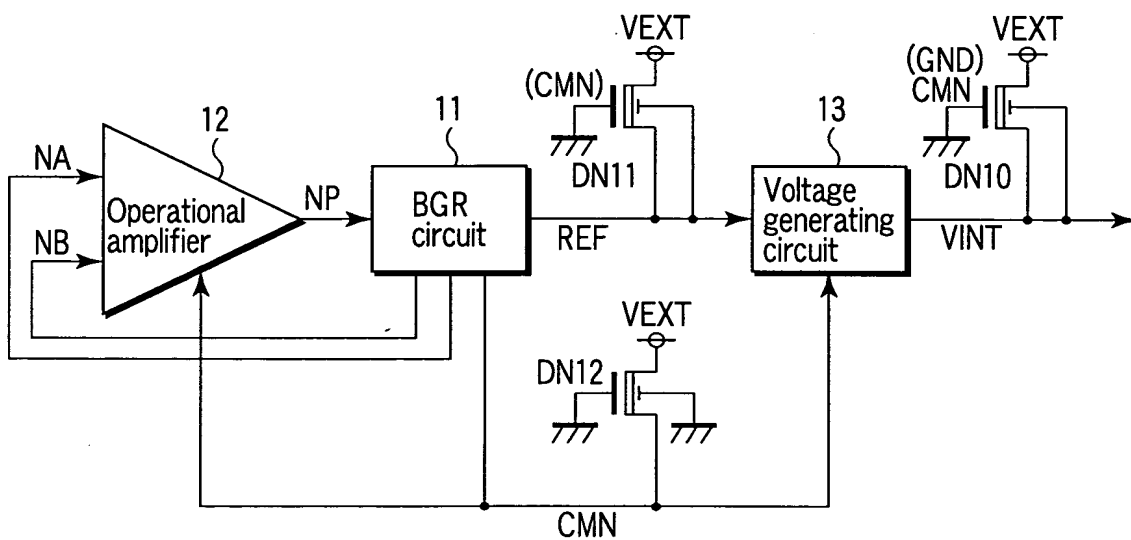 VEXT
(CMN)
DN11
VEXT
(GND)
CMN
DN10
12
11
13
NA
NB
Operational
amplifier
NP
BGR
circuit
REF
Voltage
generating
circuit
VINT
VEXT
DN12
CMN